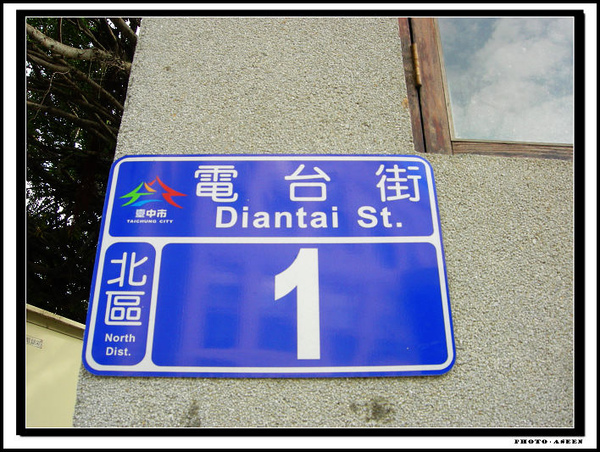 電台街
Diantai St.
臺中市
TAICHUNG CITY
北區
North
Dist.
1
PHOTO·ASEEN